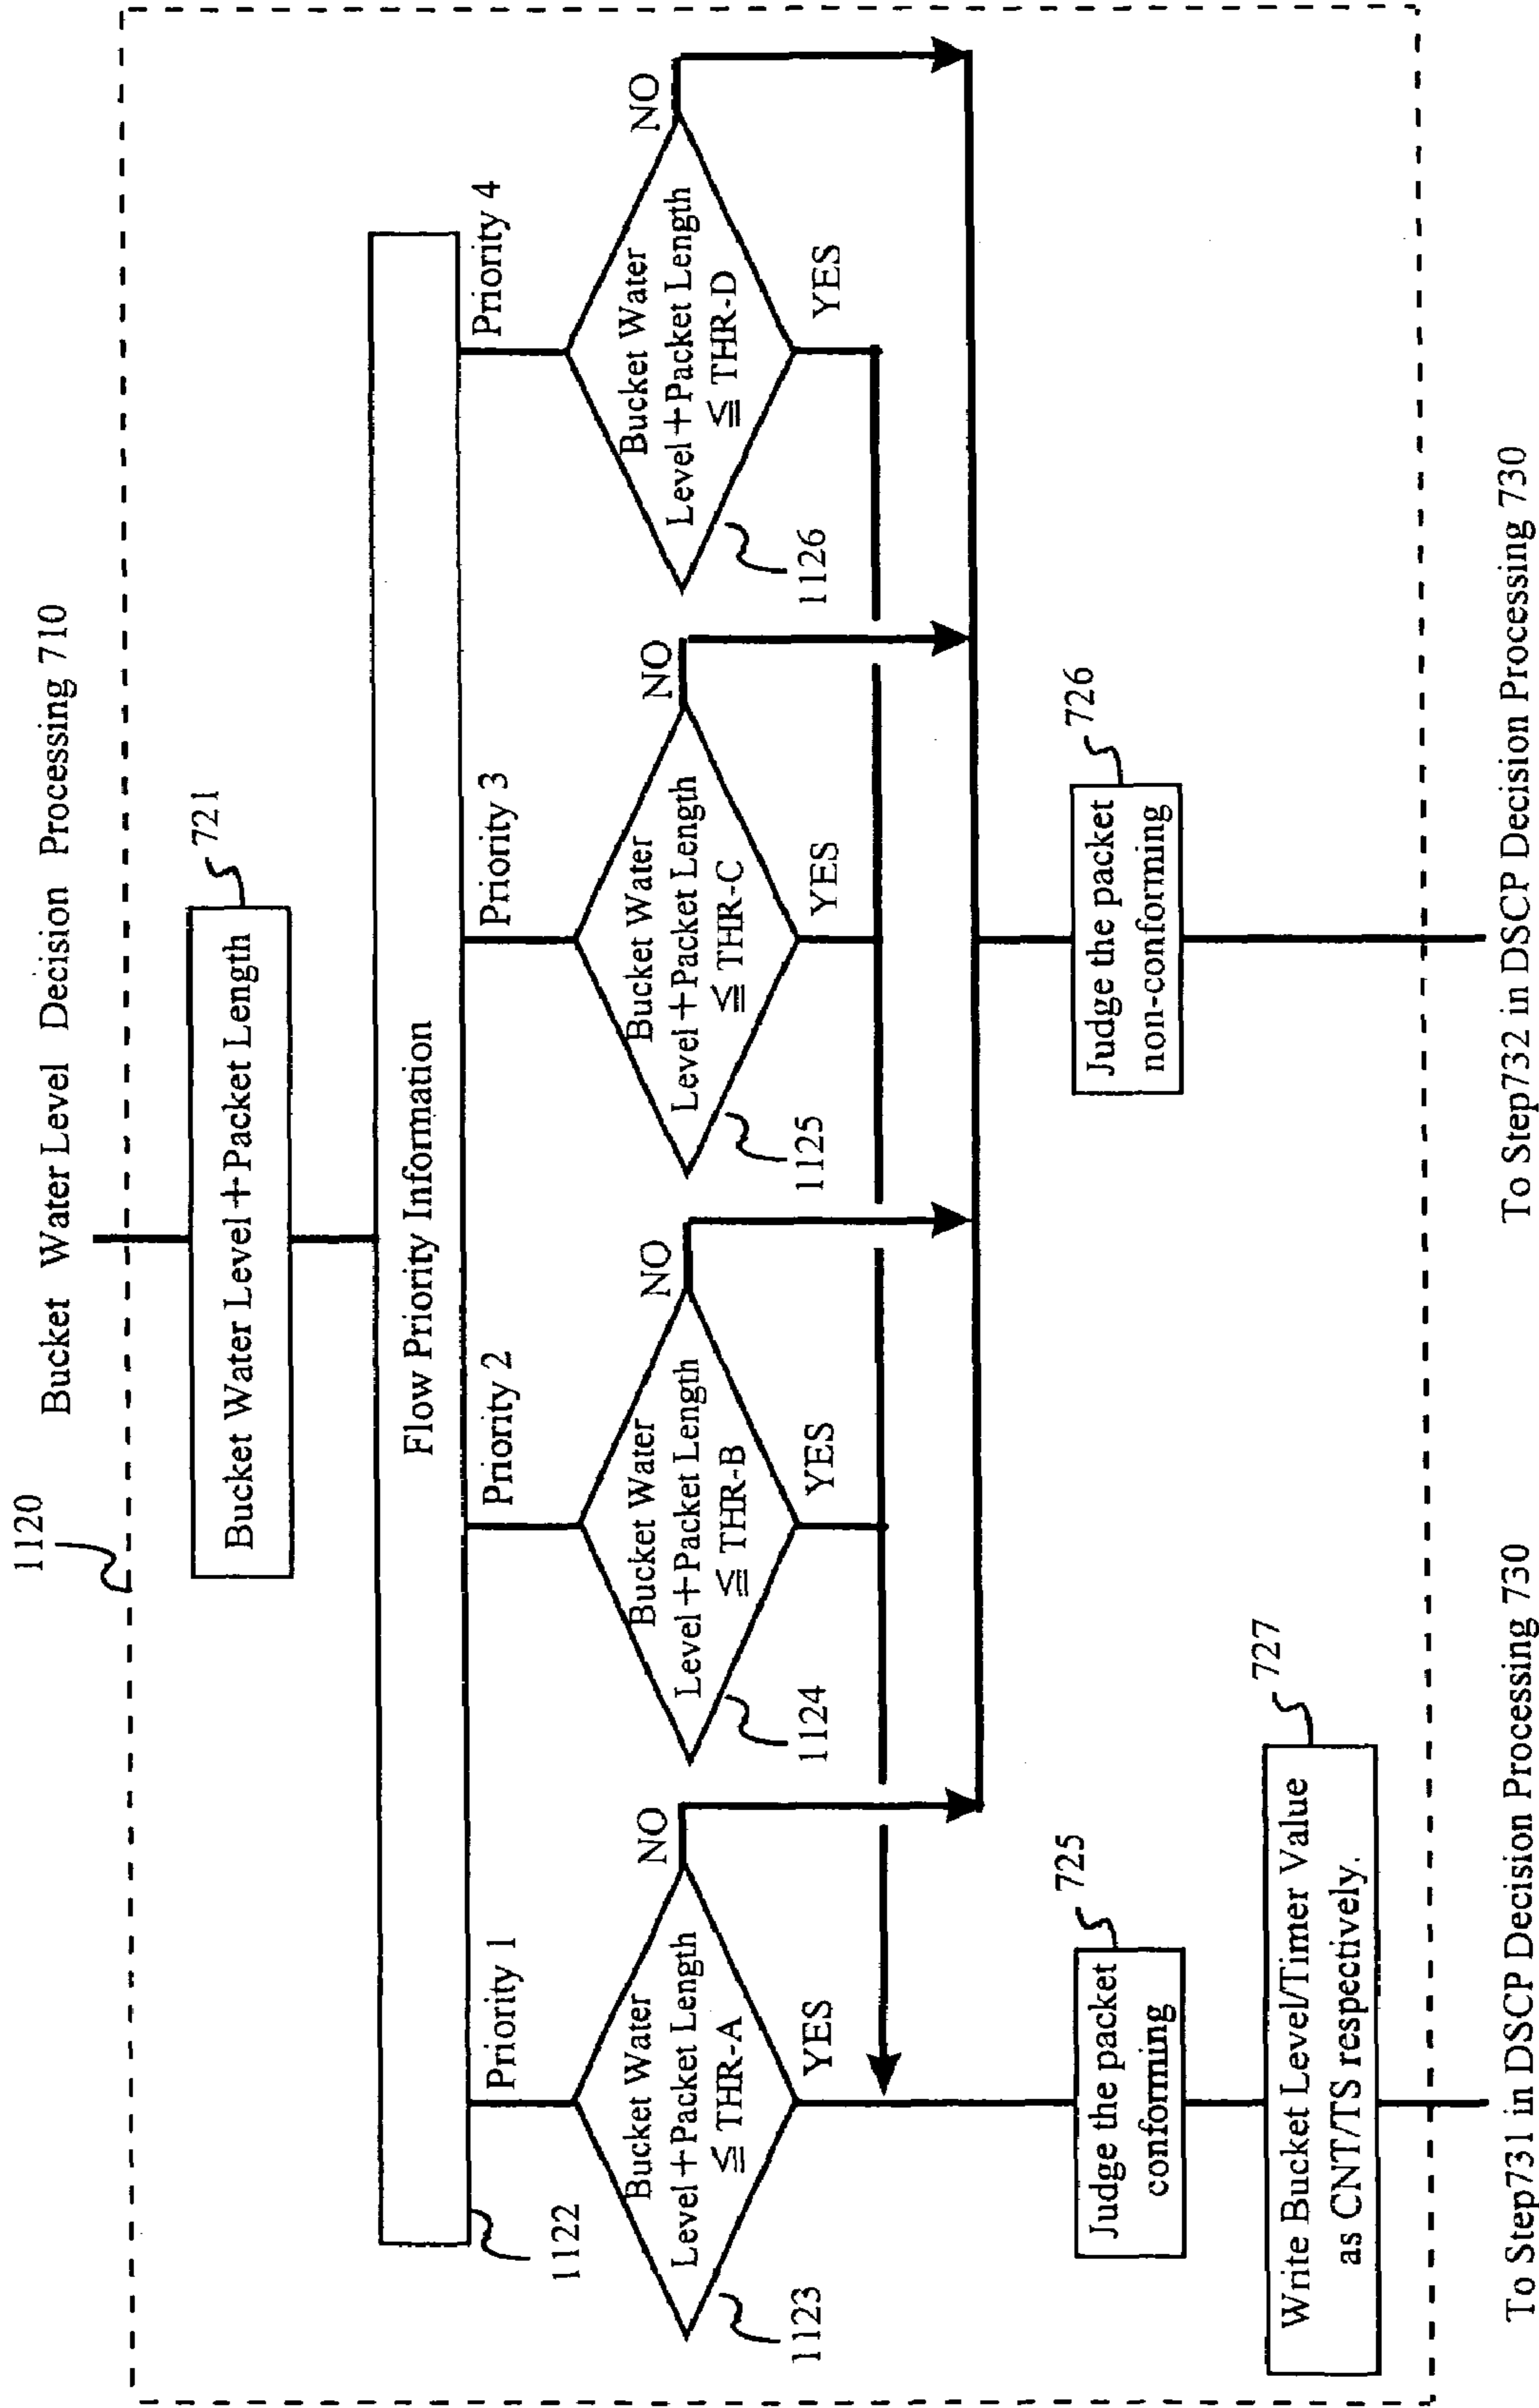 Bucket Water Level Decision Processing 710
1120
721
Bucket Water Level+Packet Length
Flow Priority Information
1122
Priority 1
Priority 2
Priority 3
Priority 4
Bucket Water
Level+Packet Length
≦ THR-A
NO
YES
1123
Bucket Water
Level+Packet Length
≦ THR-B
NO
YES
1124
Bucket Water
Level+Packet Length
≦ THR-C
NO
YES
1125
Bucket Water
Level+Packet Length
≦ THR-D
NO
YES
1126
725
Judge the packet
conforming
726
Judge the packet
non-conforming
727
Write Bucket Level/Timer Value
as CNT/TS respectively.
To Step731 in DSCP Decision Processing 730
To Step732 in DSCP Decision Processing 730